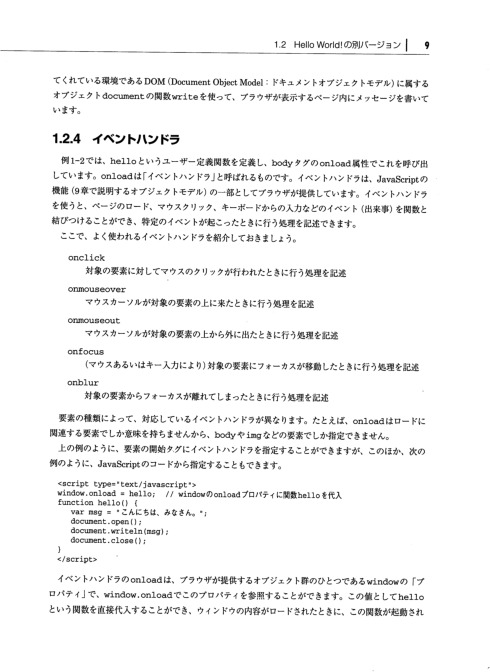 1.2 Hello World!の別バージョン 9
てくれている環境であるDOM (Document Object Model：ドキュメントオブジェクトモデル) に属する
オブジェクトdocumentの関数writeを使って、ブラウザが表示するページ内にメッセージを書いて
います。
1.2.4 イベントハンドラ
例1-2では、helloというユーザー定義関数を定義し、bodyタグのonload属性でこれを呼び出
しています。onloadは「イベントハンドラ」と呼ばれるものです。イベントハンドラは、JavaScriptの
機能 (9章で説明するオブジェクトモデル) の一部としてブラウザが提供しています。イベントハンドラ
を使うと、ページのロード、マウスクリック、キーボードからの入力などのイベント (出来事) を関数と
結びつけることができ、特定のイベントが起こったときに行う処理を記述できます。
ここで、よく使われるイベントハンドラを紹介しておきましょう。
onclick
対象の要素に対してマウスのクリックが行われたときに行う処理を記述
onmouseover
マウスカーソルが対象の要素の上に来たときに行う処理を記述
onmouseout
マウスカーソルが対象の要素の上から外に出たときに行う処理を記述
onfocus
(マウスあるいはキー入力により) 対象の要素にフォーカスが移動したときに行う処理を記述
onblur
対象の要素からフォーカスが離れてしまったときに行う処理を記述
要素の種類によって、対応しているイベントハンドラが異なります。たとえば、onloadはロードに
関連する要素でしか意味を持ちませんから、bodyやimgなどの要素でしか指定できません。
上の例のように、要素の開始タグにイベントハンドラを指定することができますが、このほか、次の
例のように、JavaScriptのコードから指定することもできます。
<script type="text/javascript">
window.onload = hello; // windowのonloadプロパティに関数helloを代入
function hello() {
var msg = "こんにちは、みなさん。";
document.open();
document.writeln(msg);
document.close();
}
</script>
イベントハンドラのonloadは、ブラウザが提供するオブジェクト群のひとつであるwindowの「プ
ロパティ」で、window.onloadでこのプロパティを参照することができます。この値としてhello
という関数を直接代入することができ、ウィンドウの内容がロードされたときに、この関数が起動され